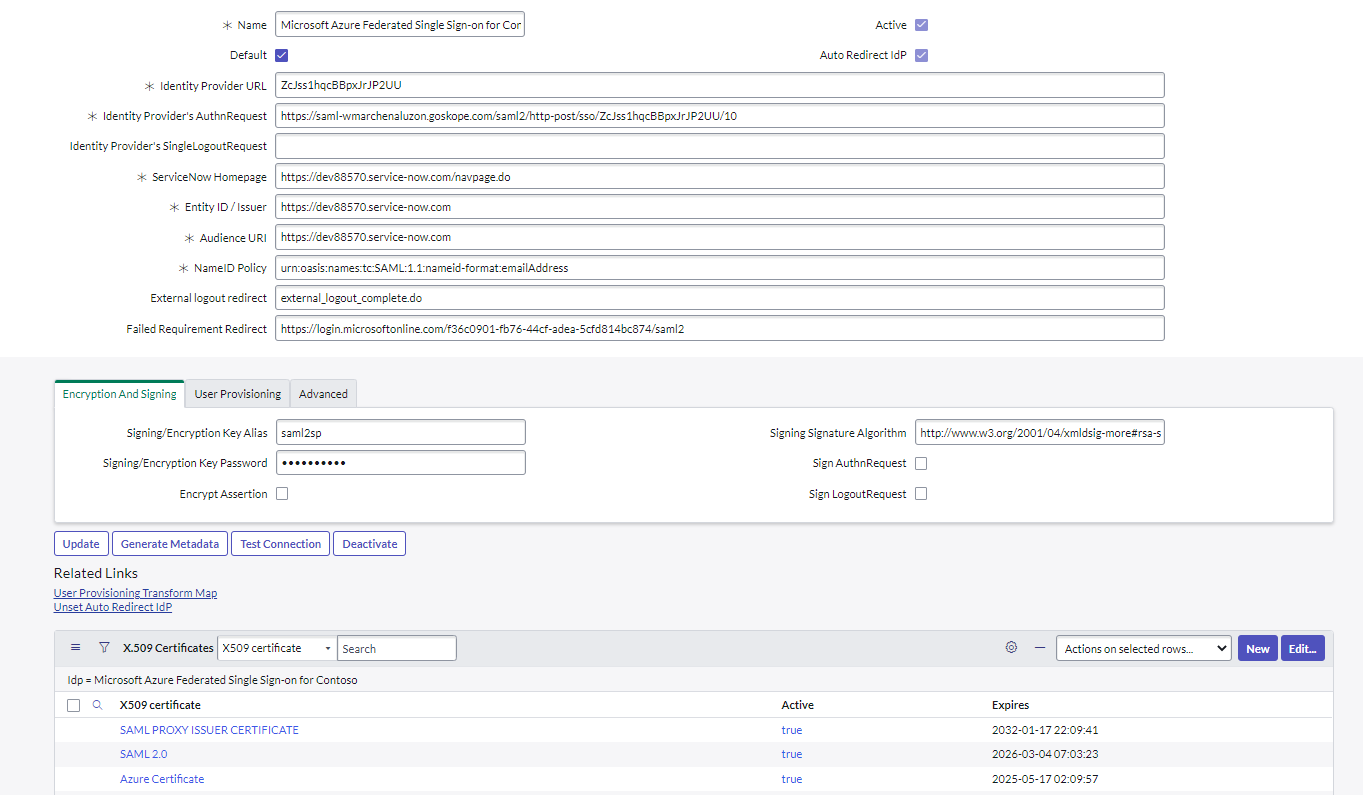 Name Microsoft Azure Federated Single Sign-on for Cor Active
Default Auto Redirect IdP
Identity Provider URL ZcJss1hqcBBpxJrJP2UU
Identity Provider's AuthnRequest https://saml-wmarchenaluzon.goskope.com/saml2/http-post/sso/ZcJss1hqcBBpxJrJP2UU/10
Identity Provider's SingleLogoutRequest
ServiceNow Homepage https://dev88570.service-now.com/navpage.do
Entity ID / Issuer https://dev88570.service-now.com
Audience URI https://dev88570.service-now.com
NameID Policy urn:oasis:names:tc:SAML:1.1:nameid-format:emailAddress
External logout redirect external_logout_complete.do
Failed Requirement Redirect https://login.microsoftonline.com/f36c0901-fb76-44cf-adea-5cfd814bc874/saml2
Encryption And Signing User Provisioning Advanced
Signing/Encryption Key Alias saml2sp Signing Signature Algorithm http://www.w3.org/2001/04/xmldsig-more#rsa-s
Signing/Encryption Key Password •••••••••• Sign AuthnRequest
Encrypt Assertion Sign LogoutRequest
Update Generate Metadata Test Connection Deactivate
Related Links
User Provisioning Transform Map
Unset Auto Redirect IdP
X.509 Certificates X509 certificate Search Actions on selected rows... New Edit...
Idp = Microsoft Azure Federated Single Sign-on for Contoso
X509 certificate Active Expires
SAML PROXY ISSUER CERTIFICATE true 2032-01-17 22:09:41
SAML 2.0 true 2026-03-04 07:03:23
Azure Certificate true 2025-05-17 02:09:57